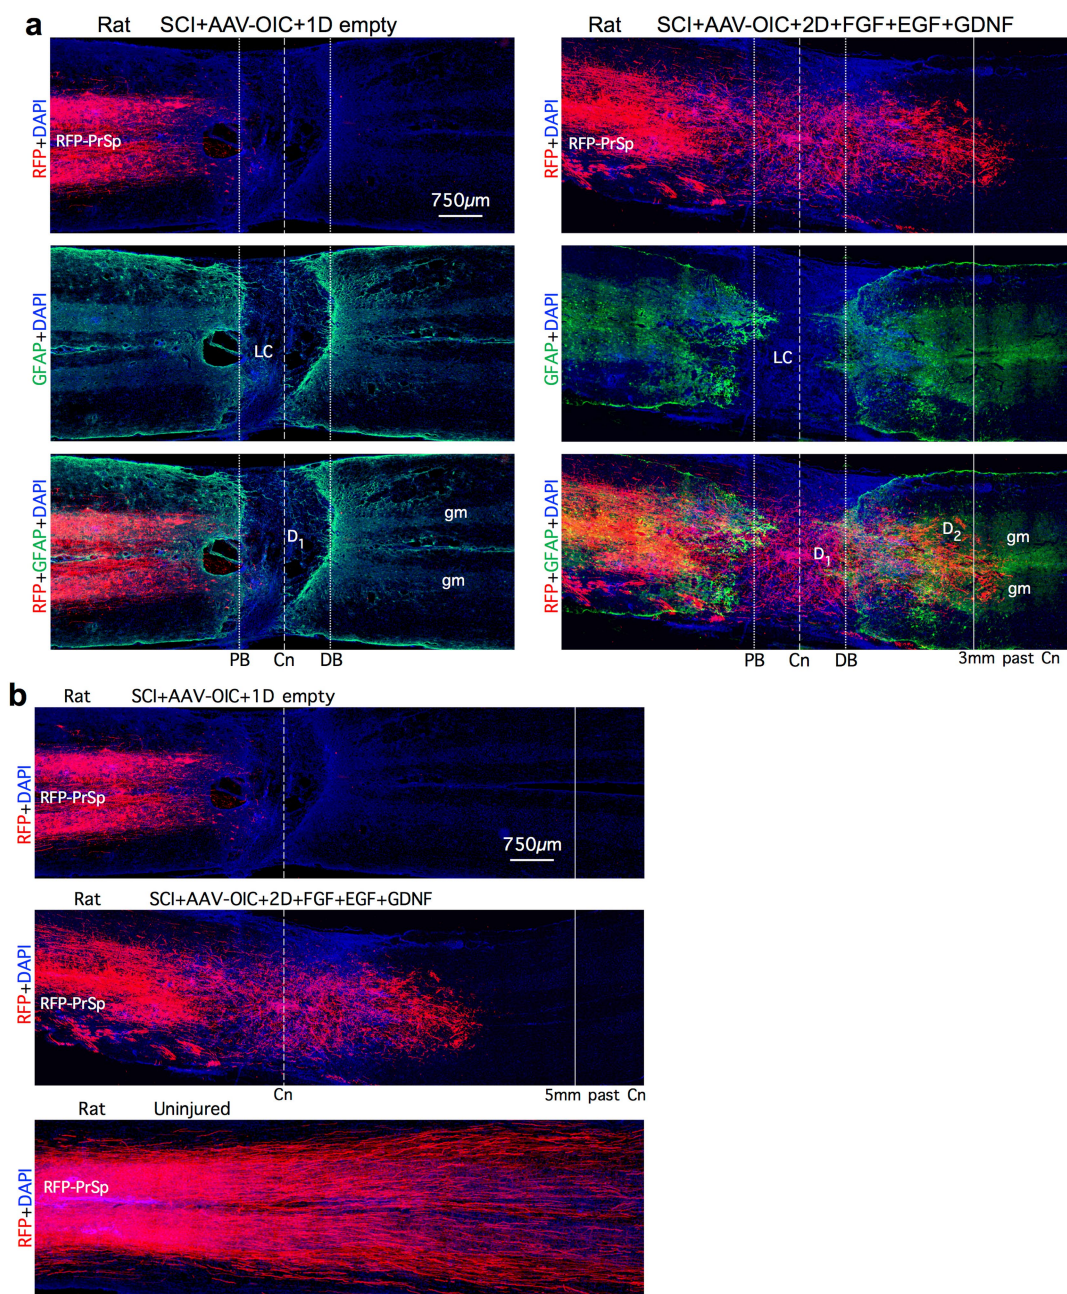 a
Rat SCI+AAV-OIC+1D empty
RFP+DAPI
RFP-PrSp
750µm
GFAP+DAPI
LC
RFP+GFAP+DAPI
D1
gm
gm
PB Cn DB
Rat SCI+AAV-OIC+2D+FGF+EGF+GDNF
RFP+DAPI
RFP-PrSp
GFAP+DAPI
LC
RFP+GFAP+DAPI
D1
D2
gm
gm
PB Cn DB 3mm past Cn
b
Rat SCI+AAV-OIC+1D empty
RFP+DAPI
RFP-PrSp
750µm
Rat SCI+AAV-OIC+2D+FGF+EGF+GDNF
RFP+DAPI
RFP-PrSp
Cn 5mm past Cn
Rat Uninjured
RFP+DAPI
RFP-PrSp